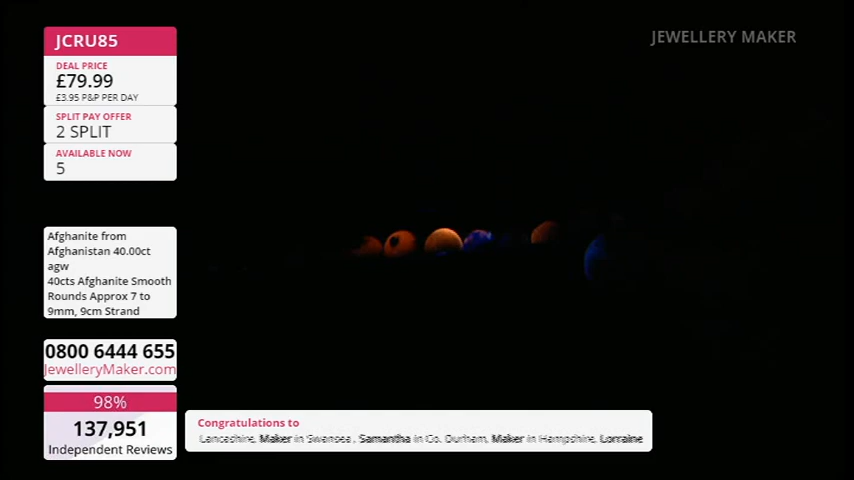 JCRU85
DEAL PRICE
£79.99
£3.95 P&P PER DAY
SPLIT PAY OFFER
2 SPLIT
AVAILABLE NOW
5
Afghanite from
Afghanistan 40.00ct
agw
40cts Afghanite Smooth
Rounds Approx 7 to
9mm, 9cm Strand
0800 6444 655
JewelleryMaker.com
98%
137,951
Independent Reviews
JEWELLERY MAKER
Congratulations to
Lancashire, Maker in Swansea, Samantha in Co. Durham, Maker in Hampshire, Lorraine